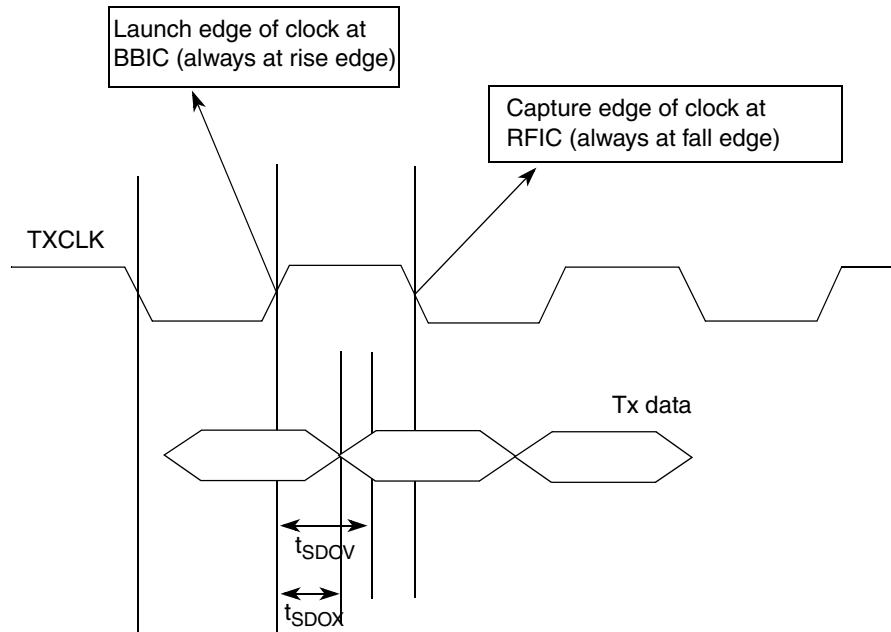 Launch edge of clock at
BBIC (always at rise edge)
Capture edge of clock at
RFIC (always at fall edge)
TXCLK
Tx data
tSDOV
tSDOX